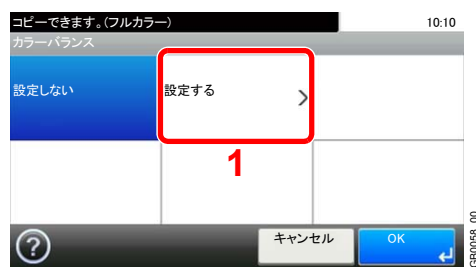 コピーできます。(フルカラー)
10:10
カラーバランス
設定しない
設定する
1
?
キャンセル
OK
GB0058_00